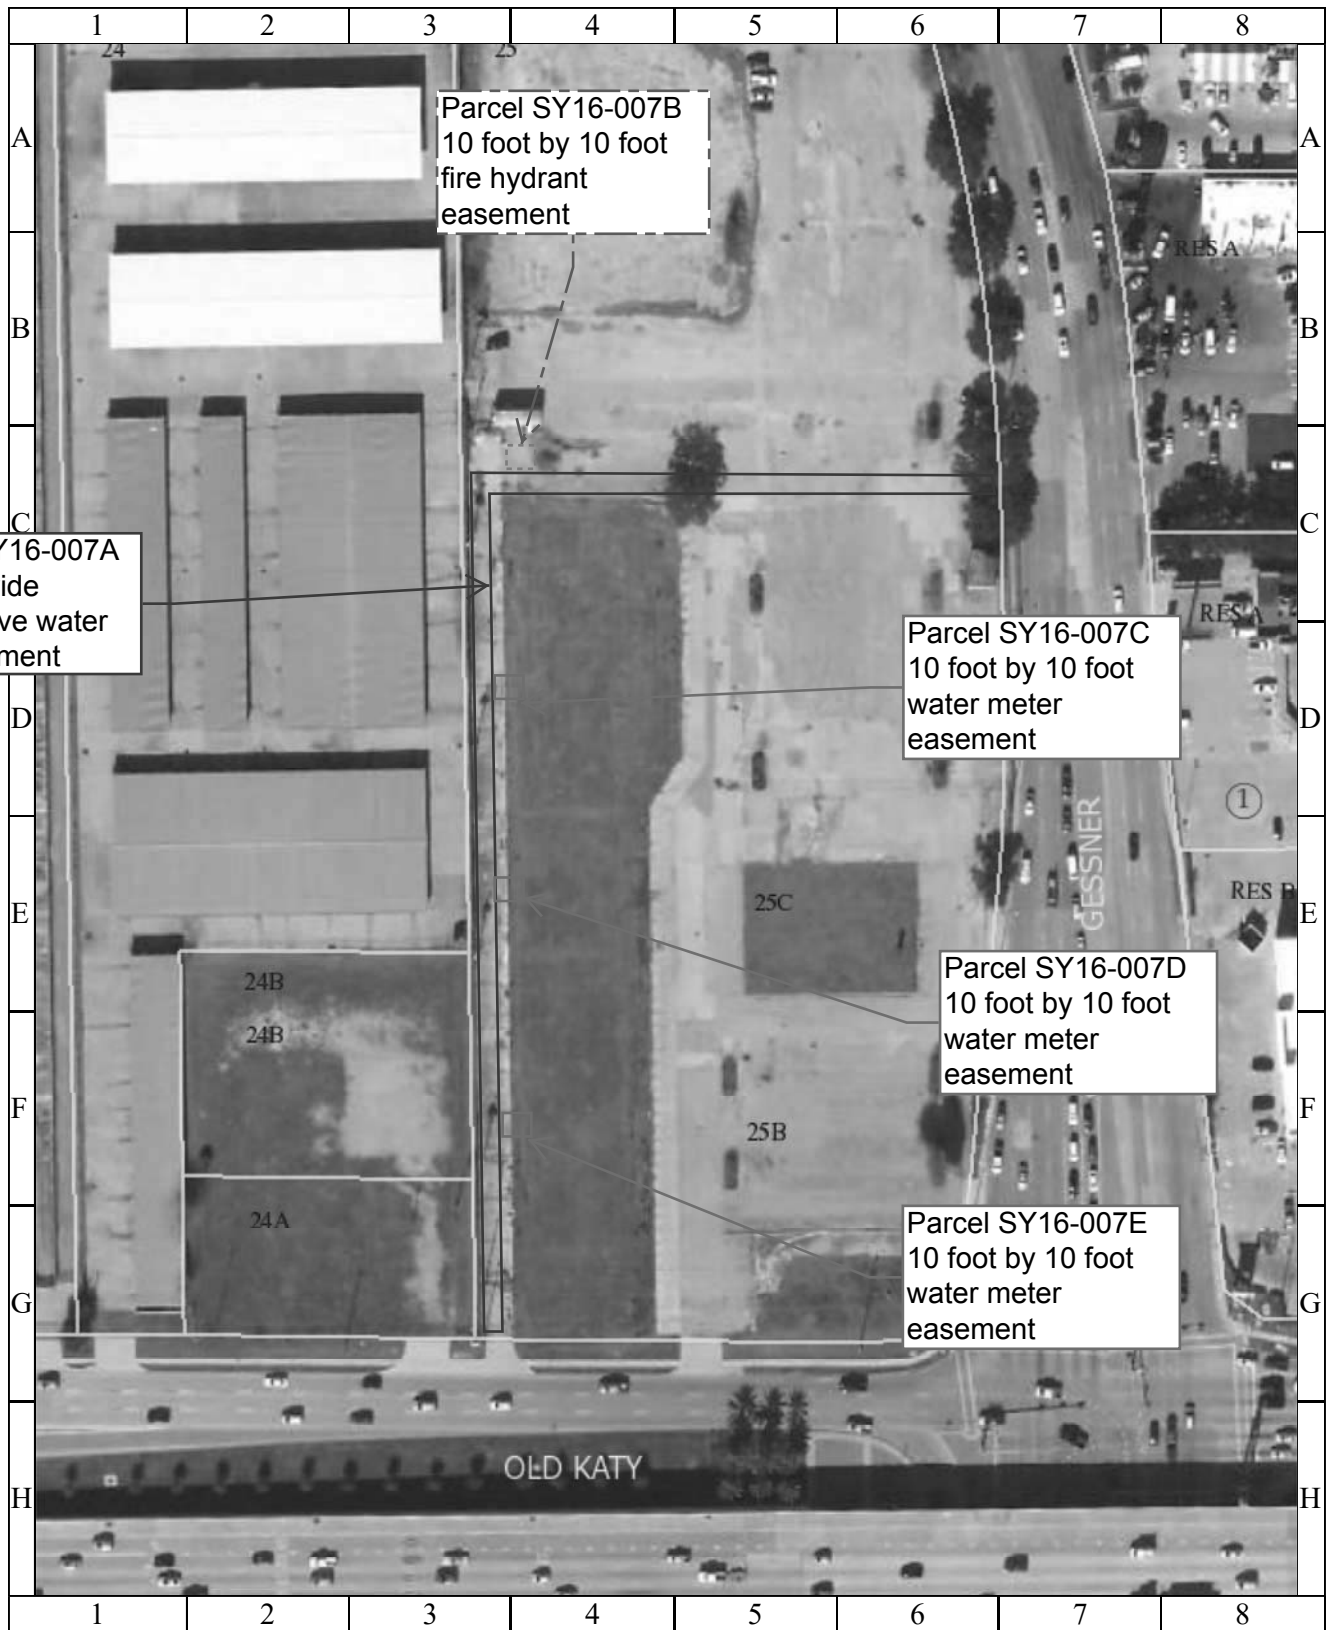 1 2 3 4 5 6 7 8
24 25
A A
Parcel SY16-007B
10 foot by 10 foot
fire hydrant
easement
RES A
B B
C C
Y16-007A
ide
ve water
ment
RES A
Parcel SY16-007C
10 foot by 10 foot
water meter
easement
D D
1
GESSNER
25C
RES B
E E
24B
Parcel SY16-007D
10 foot by 10 foot
water meter
easement
24B
F F
25B
24A
Parcel SY16-007E
10 foot by 10 foot
water meter
easement
G G
OLD KATY
H H
1 2 3 4 5 6 7 8